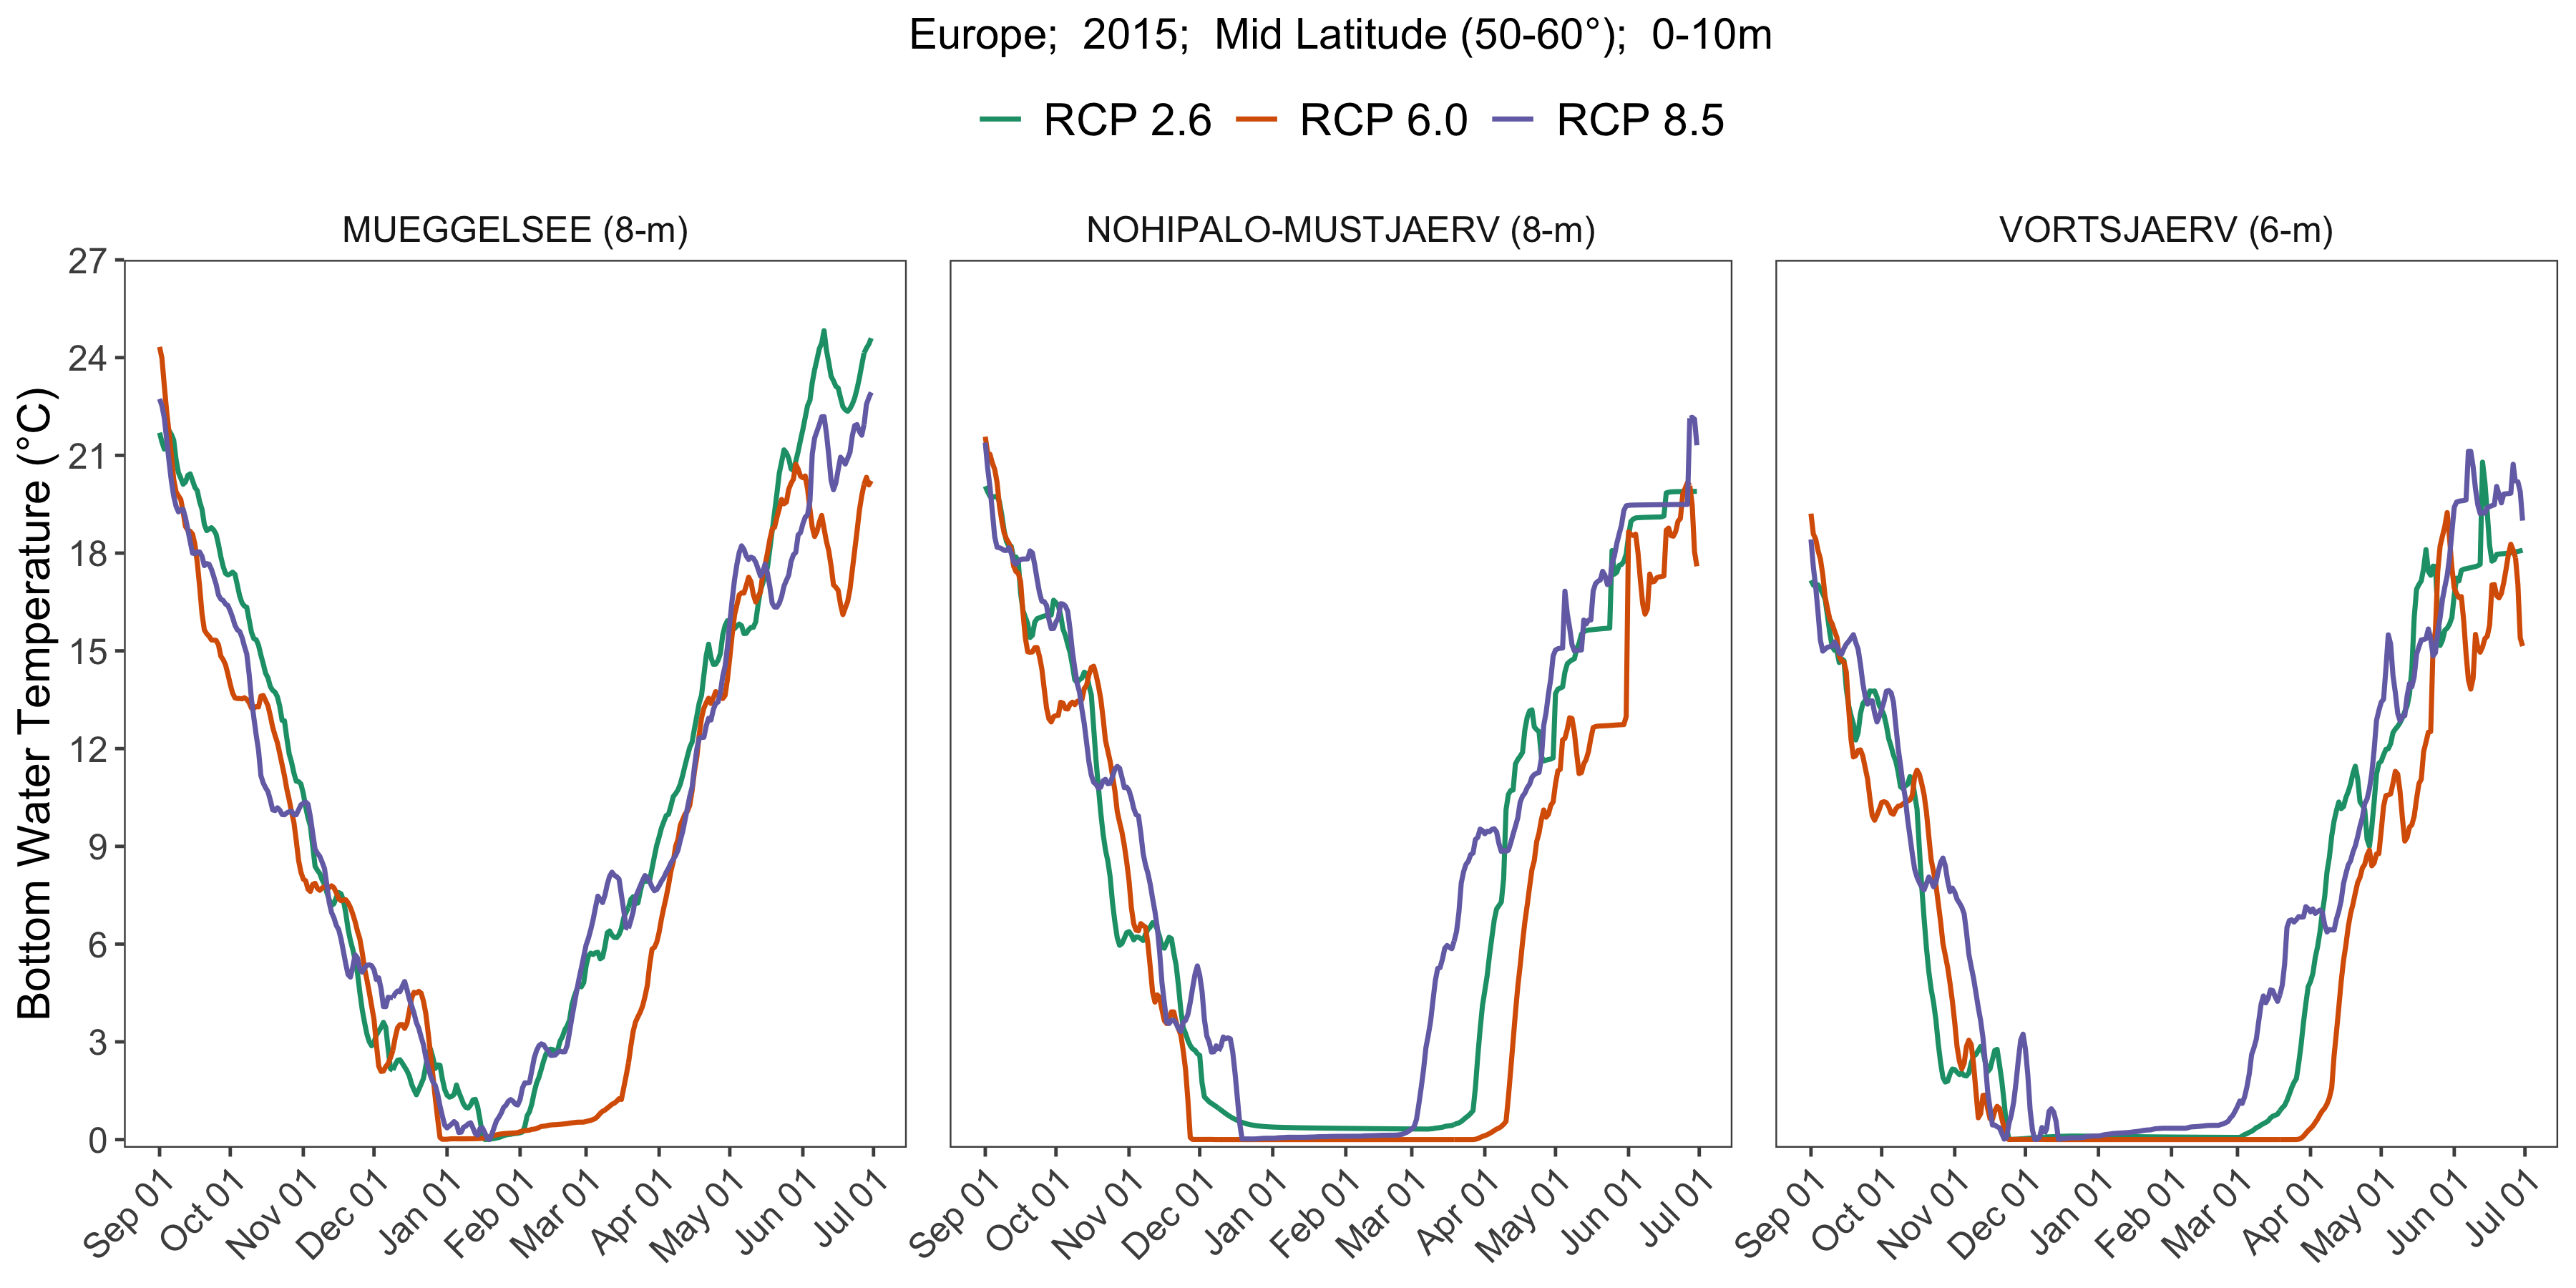 Europe;  2015;  Mid Latitude (50-60°);  0-10m
RCP 2.6 RCP 6.0 RCP 8.5
MUEGGELSEE (8-m) NOHIPALO-MUSTJAERV (8-m) VORTSJAERV (6-m)
Bottom Water Temperature (°C)
27
24
21
18
15
12
9
6
3
0
Sep 01 Oct 01 Nov 01 Dec 01 Jan 01 Feb 01 Mar 01 Apr 01 May 01 Jun 01 Jul 01 Sep 01 Oct 01 Nov 01 Dec 01 Jan 01 Feb 01 Mar 01 Apr 01 May 01 Jun 01 Jul 01 Sep 01 Oct 01 Nov 01 Dec 01 Jan 01 Feb 01 Mar 01 Apr 01 May 01 Jun 01 Jul 01